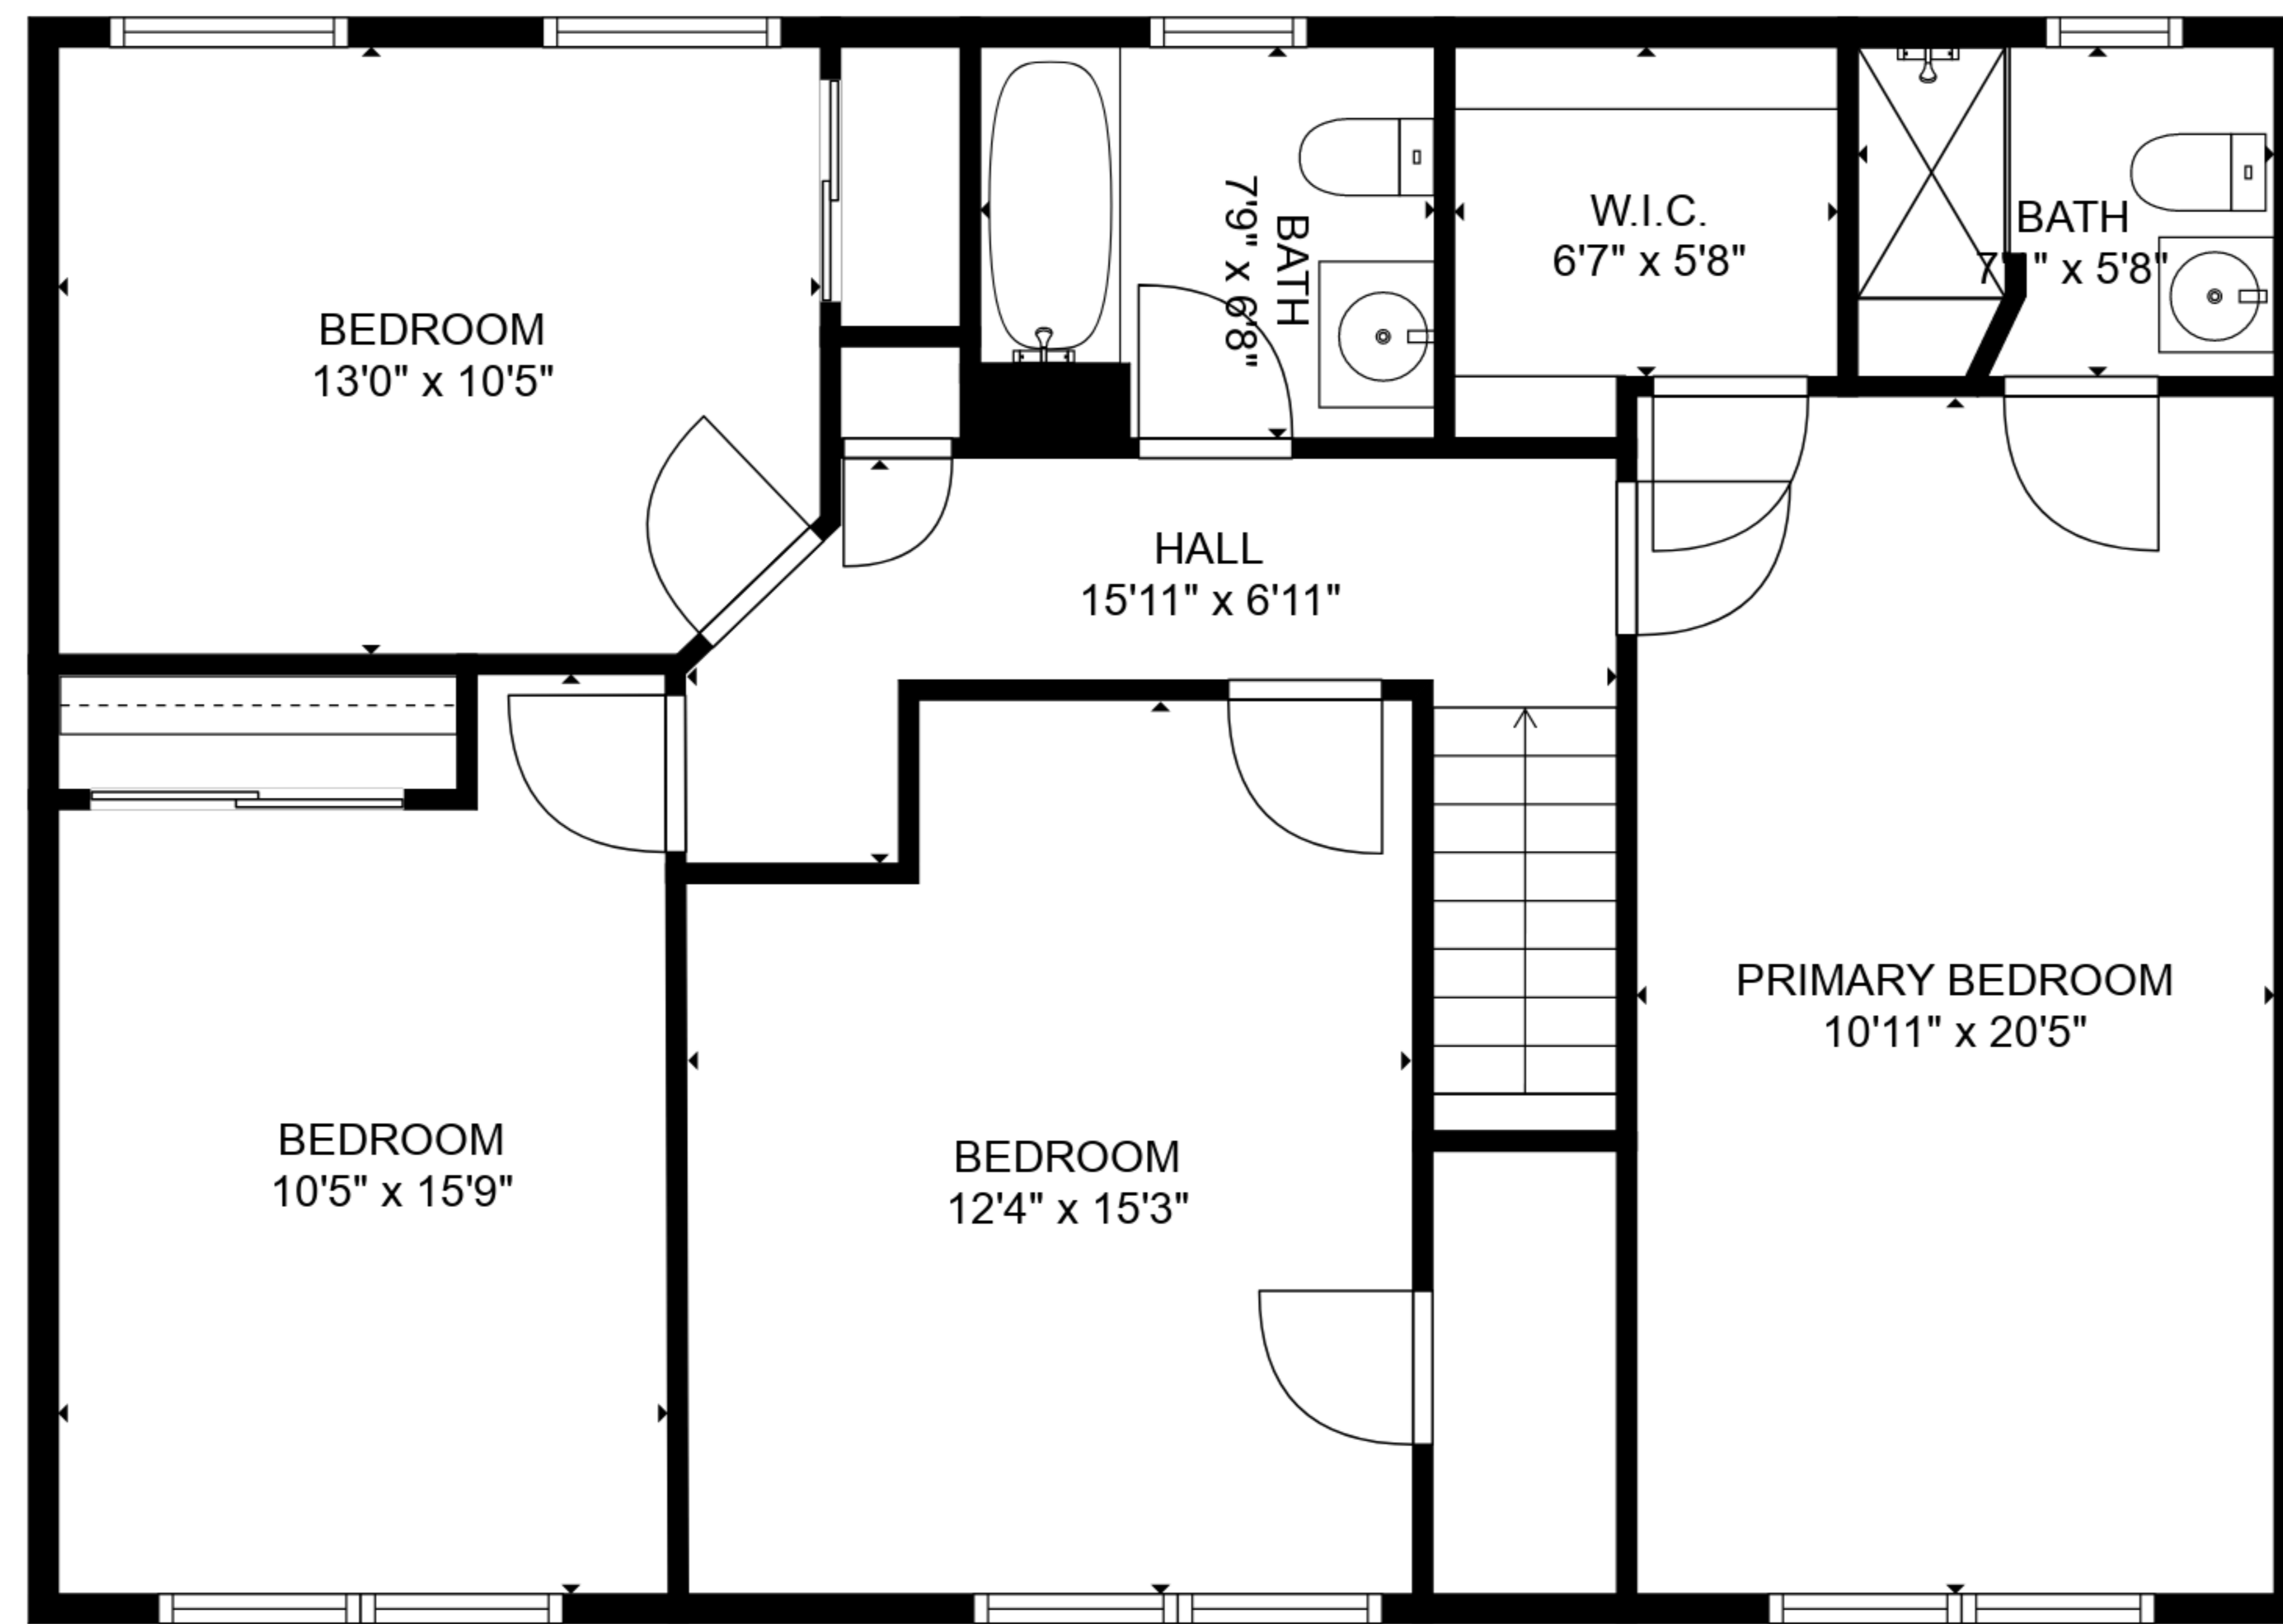 BEDROOM
13'0" x 10'5"
BATH
7'9" x 6'8"
W.I.C.
6'7" x 5'8"
BATH
x 5'8"
HALL
15'11" x 6'11"
PRIMARY BEDROOM
10'11" x 20'5"
BEDROOM
10'5" x 15'9"
BEDROOM
12'4" x 15'3"